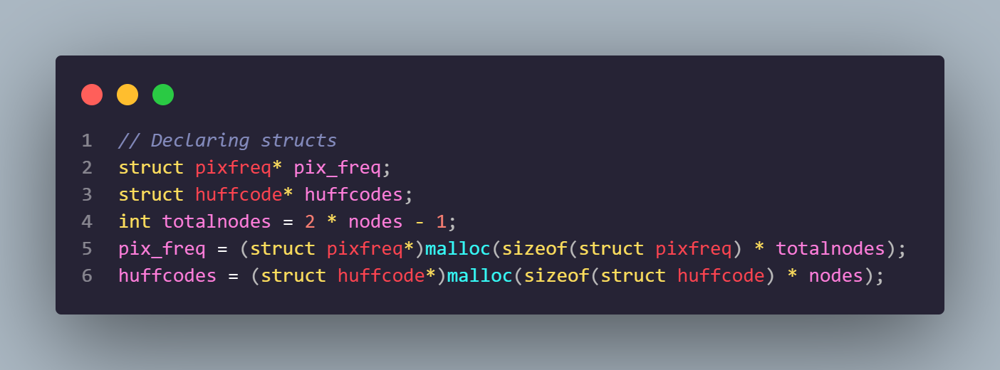 1 // Declaring structs
2 struct pixfreq* pix_freq;
3 struct huffcode* huffcodes;
4 int totalnodes = 2 * nodes - 1;
5 pix_freq = (struct pixfreq*)malloc(sizeof(struct pixfreq) * totalnodes);
6 huffcodes = (struct huffcode*)malloc(sizeof(struct huffcode) * nodes);